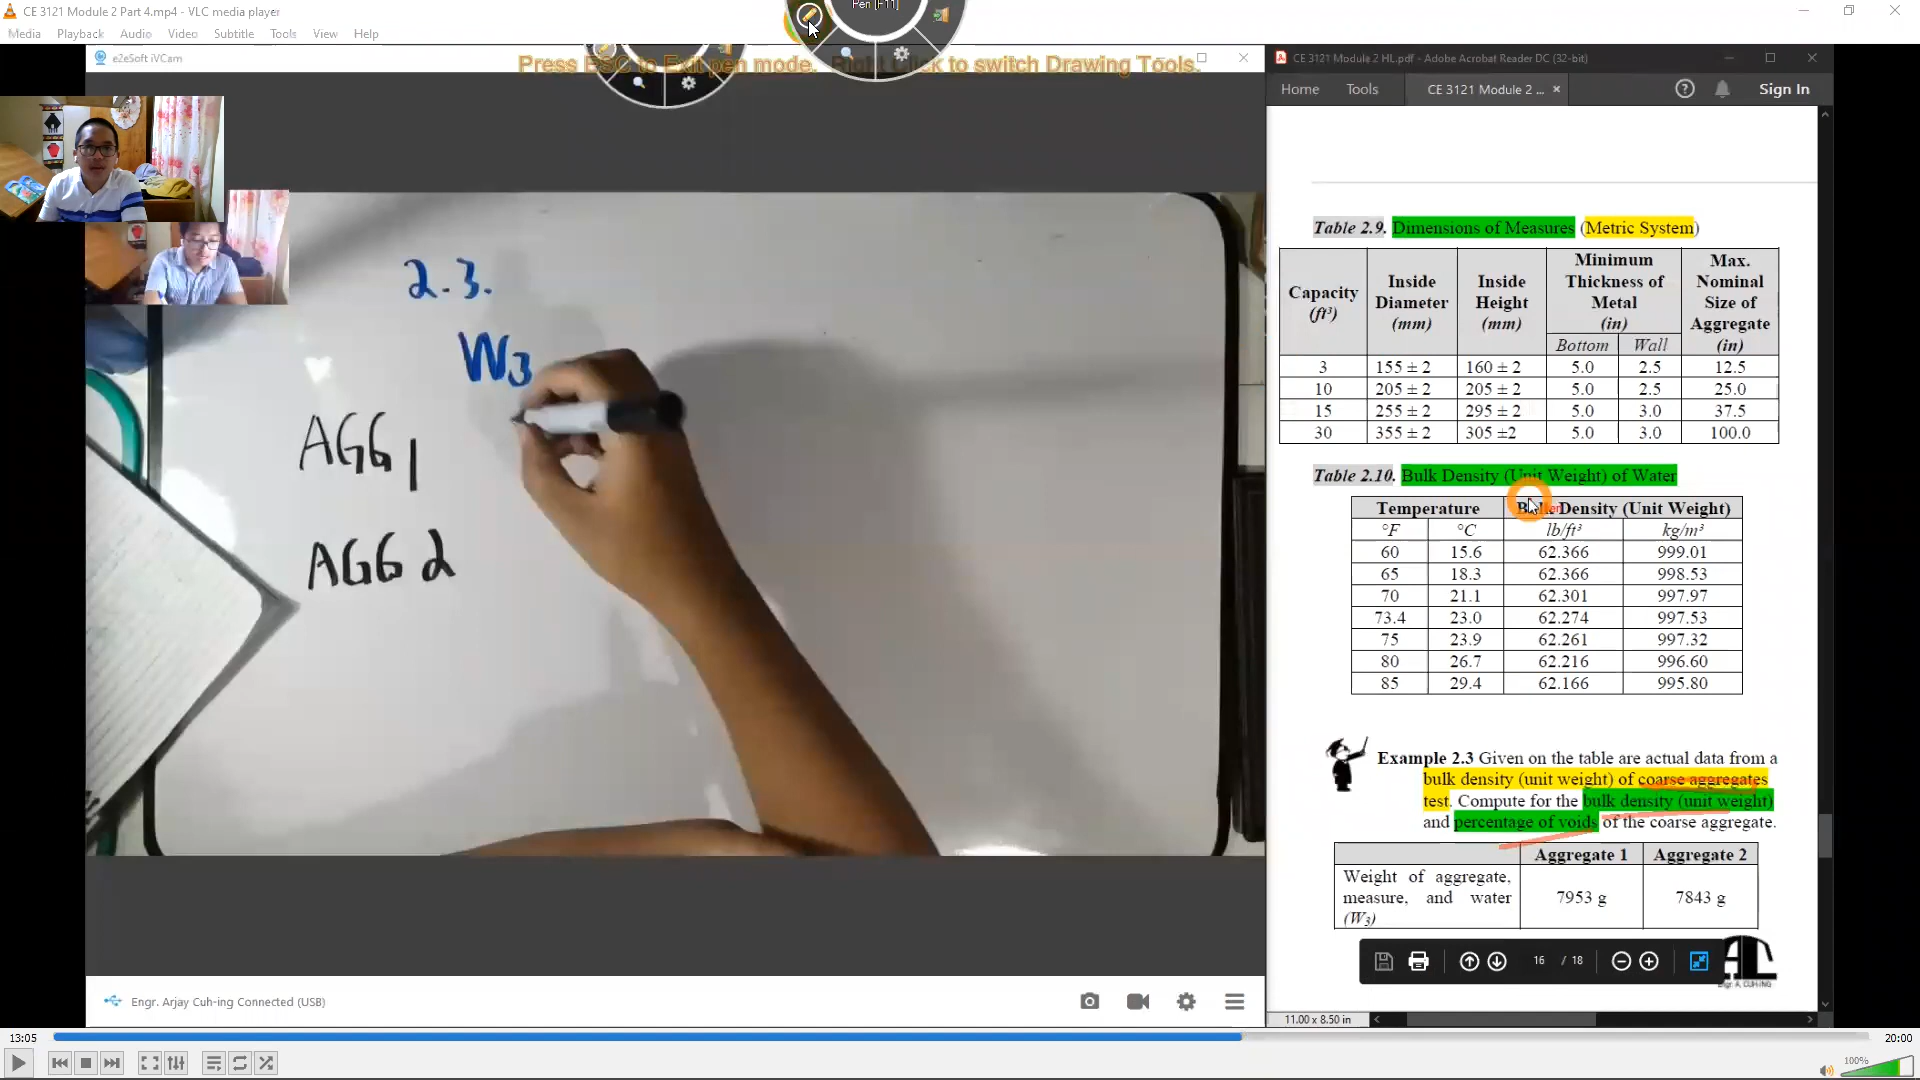 CE 3121 Module 2 Part 4.mp4 - VLC media player
Media Playback Audio Video Subtitle Tools View Help
Pen [F11]
e2eSoft iVCam
Press ESC to Exit pen mode. Right Click to switch Drawing Tools.
2.3.
W3
AGG 1
AGG 2
Engr. Arjay Cuh-ing Connected (USB)
CE 3121 Module 2 HL.pdf - Adobe Acrobat Reader DC (32-bit)
Home Tools CE 3121 Module 2 ... × Sign In
Table 2.9. Dimensions of Measures (Metric System)
Capacity (ft³) Inside Diameter (mm) Inside Height (mm) Minimum Thickness of Metal (in) Max. Nominal Size of Aggregate (in)
Bottom Wall
3 155 ± 2 160 ± 2 5.0 2.5 12.5
10 205 ± 2 205 ± 2 5.0 2.5 25.0
15 255 ± 2 295 ± 2 5.0 3.0 37.5
30 355 ± 2 305 ±2 5.0 3.0 100.0
Table 2.10. Bulk Density (Unit Weight) of Water
Temperature Bulk Density (Unit Weight)
°F °C lb/ft³ kg/m³
60 15.6 62.366 999.01
65 18.3 62.366 998.53
70 21.1 62.301 997.97
73.4 23.0 62.274 997.53
75 23.9 62.261 997.32
80 26.7 62.216 996.60
85 29.4 62.166 995.80
Example 2.3 Given on the table are actual data from a
bulk density (unit weight) of coarse aggregates
test. Compute for the bulk density (unit weight)
and percentage of voids of the coarse aggregate.
Aggregate 1 Aggregate 2
Weight of aggregate, measure, and water (W3) 7953 g 7843 g
16 / 18
Engr. A. CUH-ING
11.00 x 8.50 in
13:05 20:00
100%